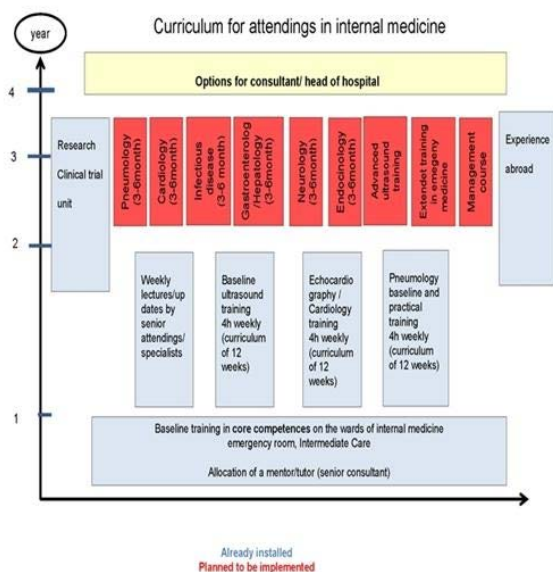 year
Curriculum for attendings in internal medicine
4
Options for consultant/ head of hospital
3
Research
Clinical trial
unit
Pneumology
(3-6month)
Cardiology
(3-6month)
Infectious
disease
(3-6 month)
Gastroenterolog
/Hepatology
(3-6month)
Neurology
(3-6month)
Endocinology
(3-6month)
Advanced
ultrasound
training
Extendet training
in emegeny
medicine
Management
course
Experience
abroad
2
Weekly
lectures/up
dates by
senior
attendings/
specialists
Baseline
ultrasound
training
4h weekly
(curriculum
of 12
weeks)
Echocardio
graphy /
Cardiology
training
4h weekly
(curriculum
of 12
weeks)
Pneumology
baseline and
practical
training
4h weekly
(curriculum
of 12 weeks)
1
Baseline training in core competences on the wards of internal medicine
emergency room, Intermediate Care
Allocation of a mentor/tutor (senior consultant)
Already installed
Planned to be implemented